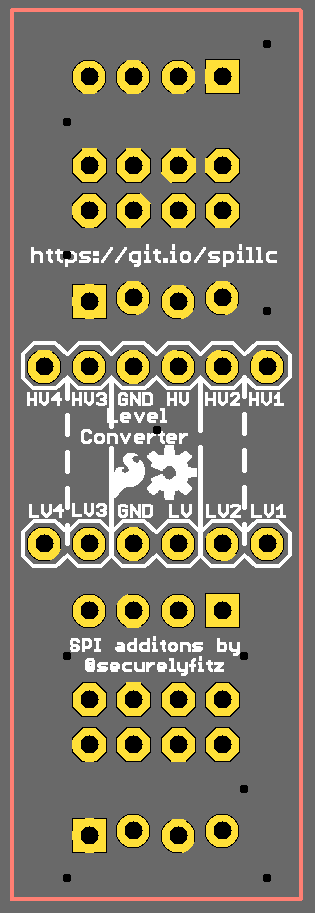 https://git.io/spillc
HV4 HV3 GND HV HV2 HV1
Level
Converter
LV4 LV3 GND LV LV2 LV1
SPI additons by
@securelyfitz